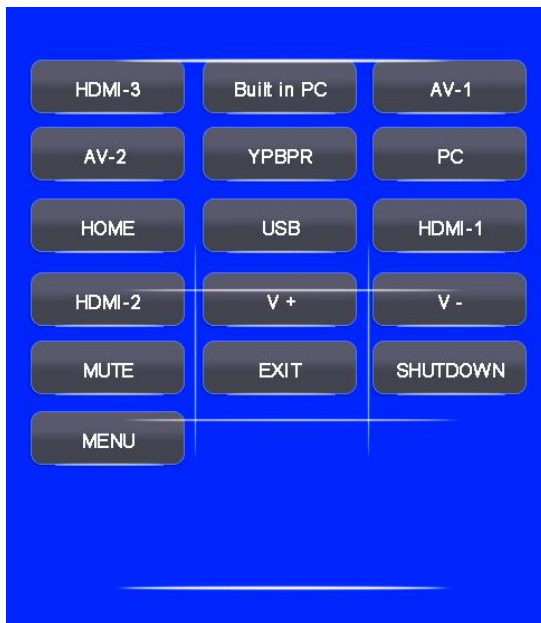 HDMI-3 Built in PC AV-1
AV-2 YPBPR PC
HOME USB HDMI-1
HDMI-2 V + V -
MUTE EXIT SHUTDOWN
MENU